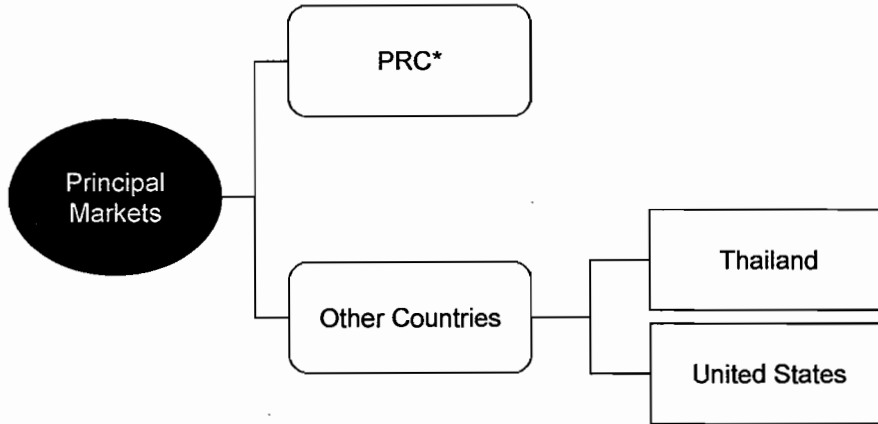 PRC*
Principal
Markets
Other Countries
Thailand
United States